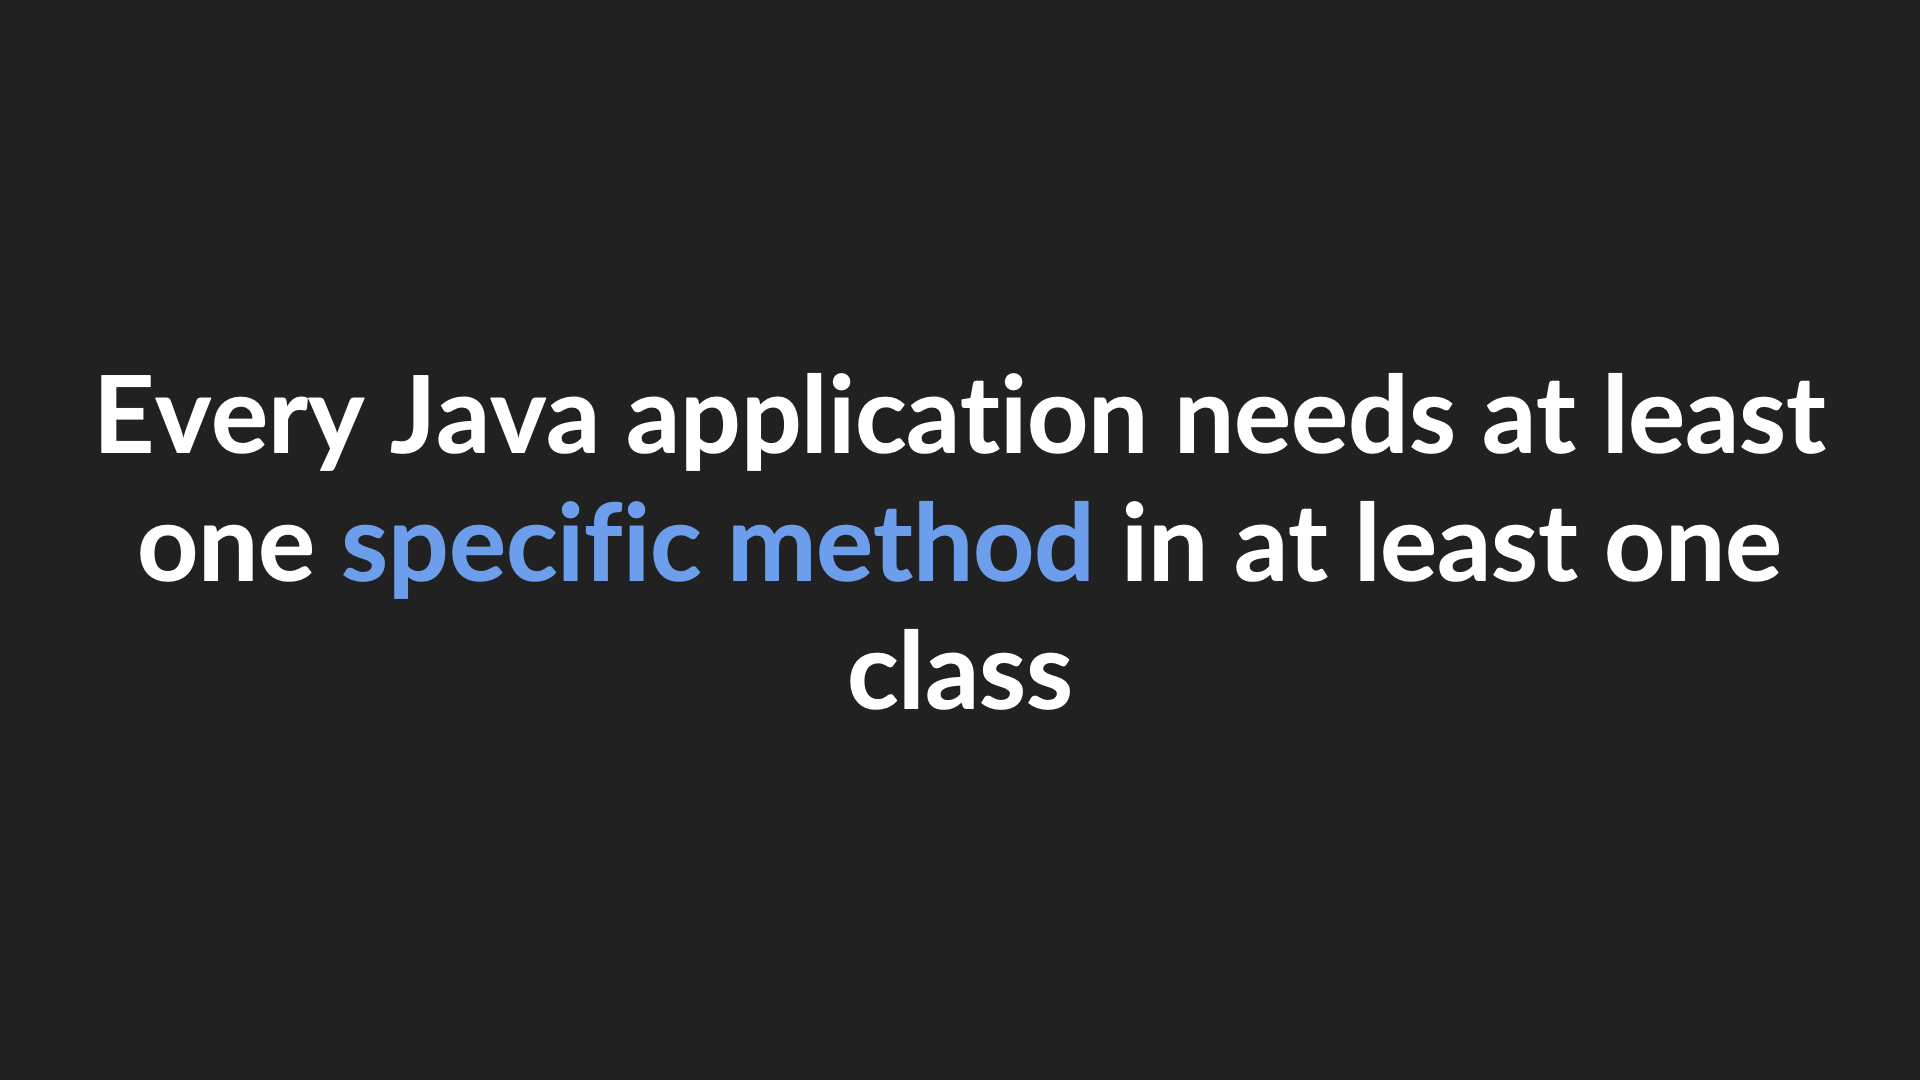 Every Java application needs at least
one specific method in at least one
class